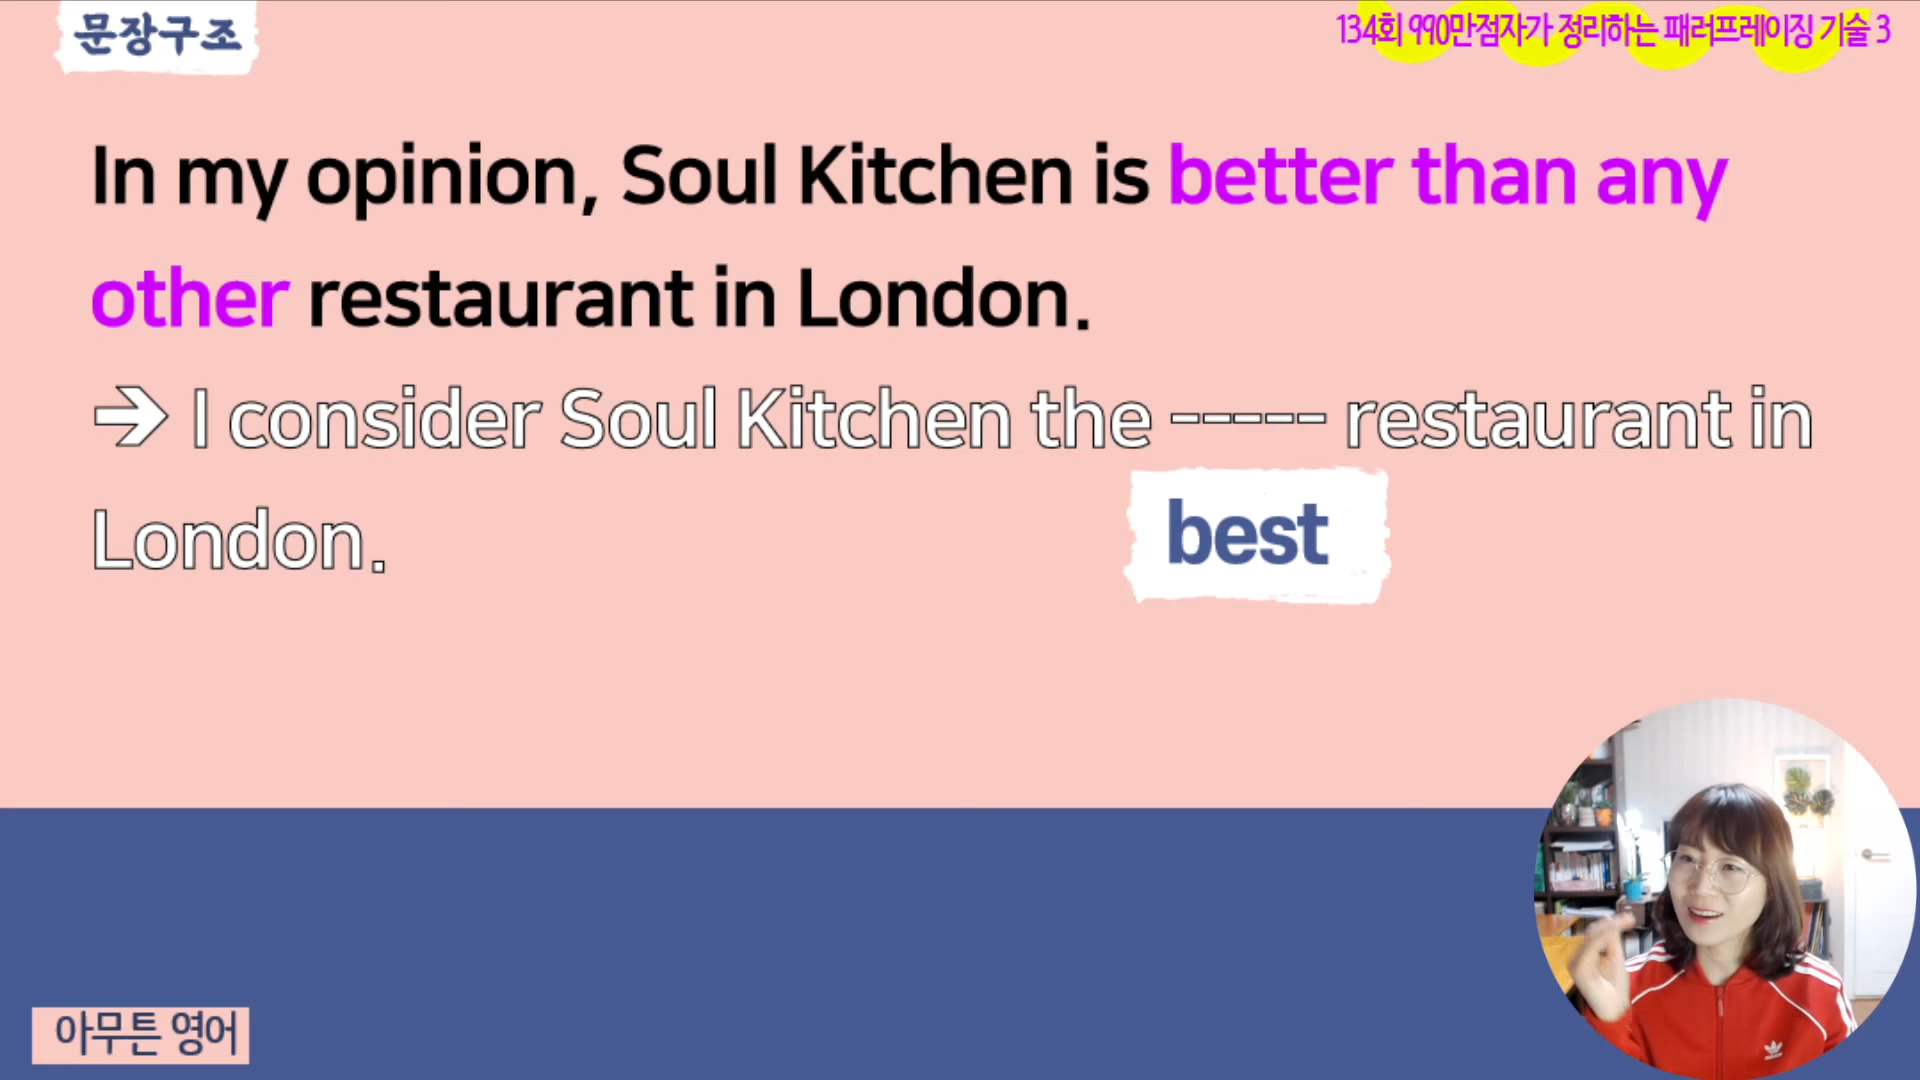 문장구조
134회 990만점자가 정리하는 패러프레이징 기술 3
In my opinion, Soul Kitchen is better than any
other restaurant in London.
➔ I consider Soul Kitchen the ----- restaurant in
London.
best
아무튼 영어